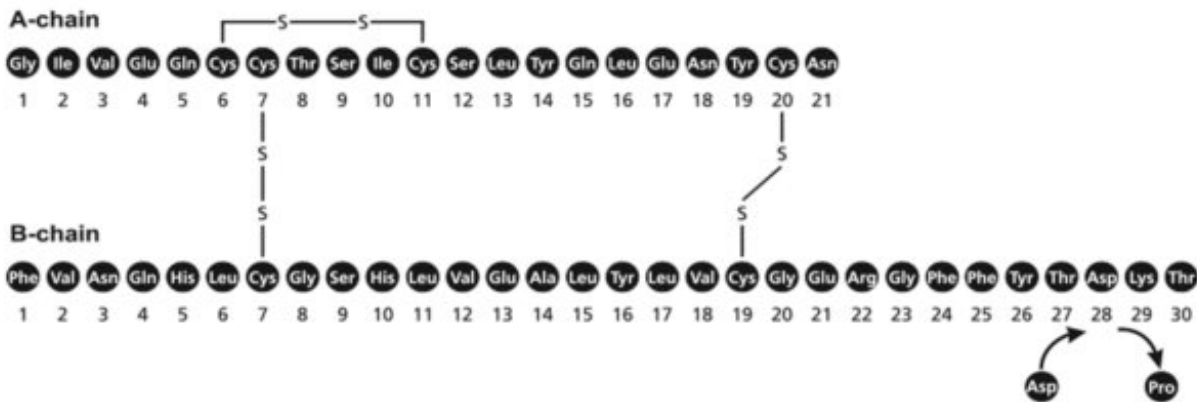 A-chain
S S
Gly Ile Val Glu Gln Cys Cys Thr Ser Ile Cys Ser Leu Tyr Gln Leu Glu Asn Tyr Cys Asn
1 2 3 4 5 6 7 8 9 10 11 12 13 14 15 16 17 18 19 20 21
S S
S S
B-chain
Phe Val Asn Gln His Leu Cys Gly Ser His Leu Val Glu Ala Leu Tyr Leu Val Cys Gly Glu Arg Gly Phe Phe Tyr Thr Asp Lys Thr
1 2 3 4 5 6 7 8 9 10 11 12 13 14 15 16 17 18 19 20 21 22 23 24 25 26 27 28 29 30
Asp Pro